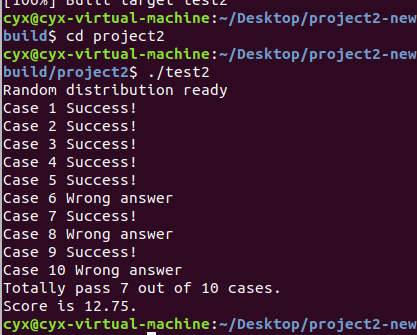 [100%] Built target test2
cyx@cyx-virtual-machine:~/Desktop/project2-new
build$ cd project2
cyx@cyx-virtual-machine:~/Desktop/project2-new
build/project2$ ./test2
Random distribution ready
Case 1 Success!
Case 2 Success!
Case 3 Success!
Case 4 Success!
Case 5 Success!
Case 6 Wrong answer
Case 7 Success!
Case 8 Wrong answer
Case 9 Success!
Case 10 Wrong answer
Totally pass 7 out of 10 cases.
Score is 12.75.
cyx@cyx-virtual-machine:~/Desktop/project2-new